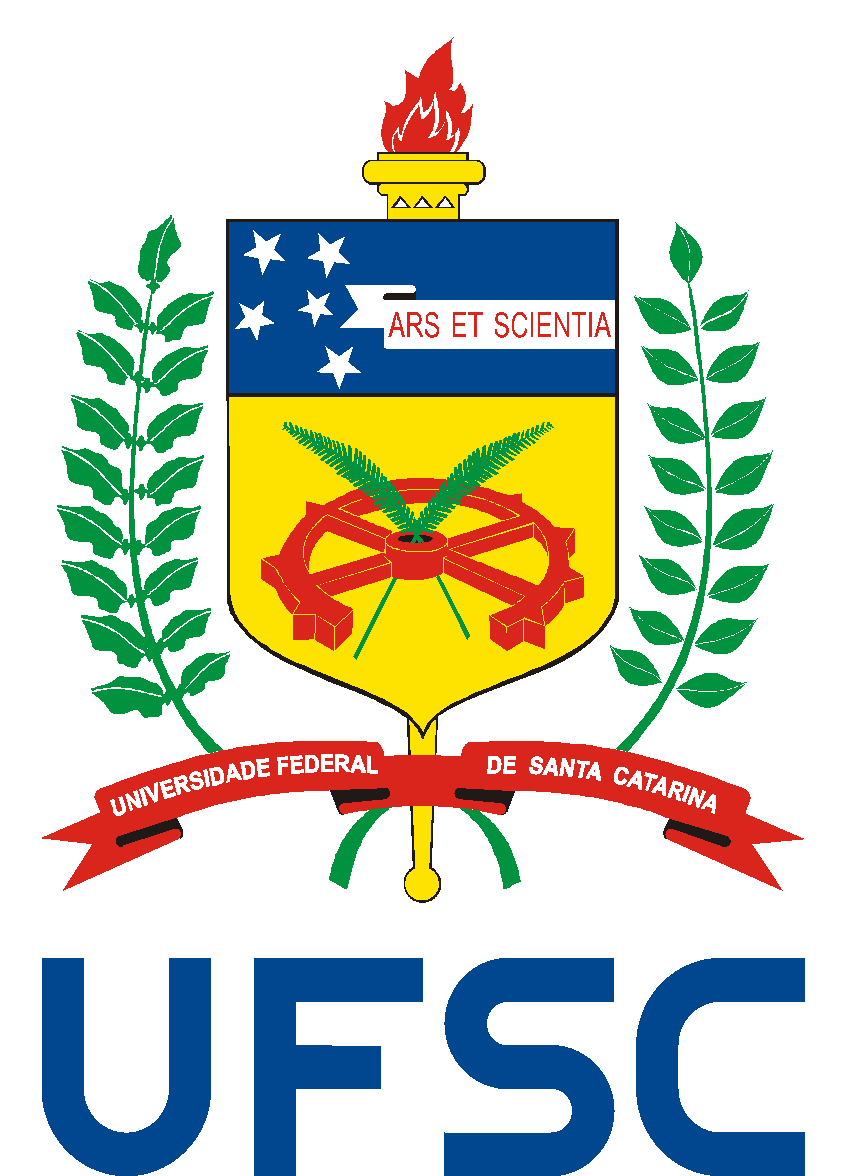 ARS ET SCIENTIA
UNIVERSIDADE FEDERAL DE SANTA CATARINA
UFSC